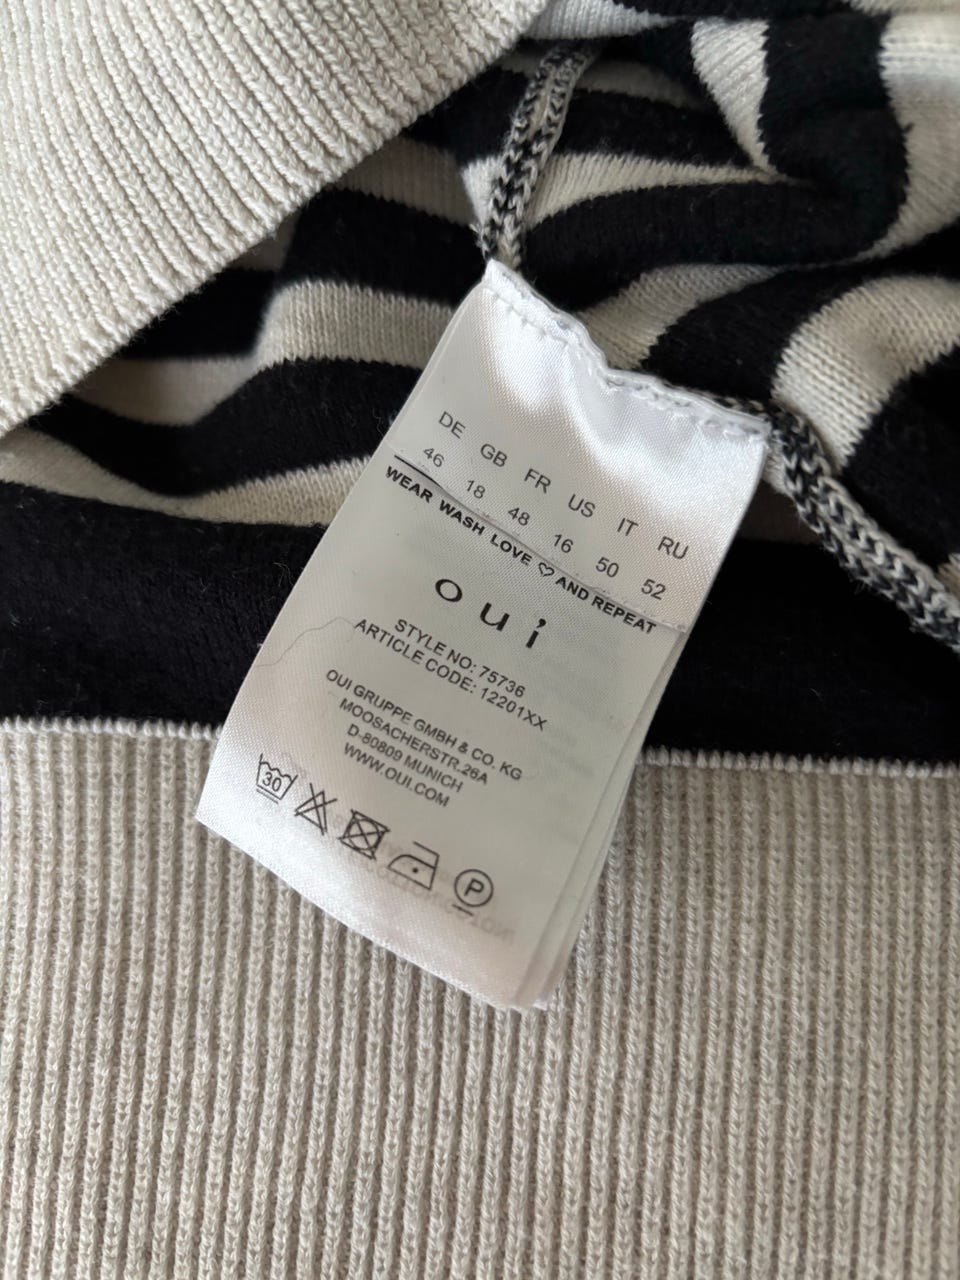 DE GB FR US IT RU
46 18 48 16 50 52
WEAR WASH LOVE ♡ AND REPEAT
oui
STYLE NO: 75736
ARTICLE CODE: 12201XX
OUI GRUPPE GMBH & CO. KG
MOOSACHERSTR.26A
D-80809 MUNICH
WWW.OUI.COM
30 P